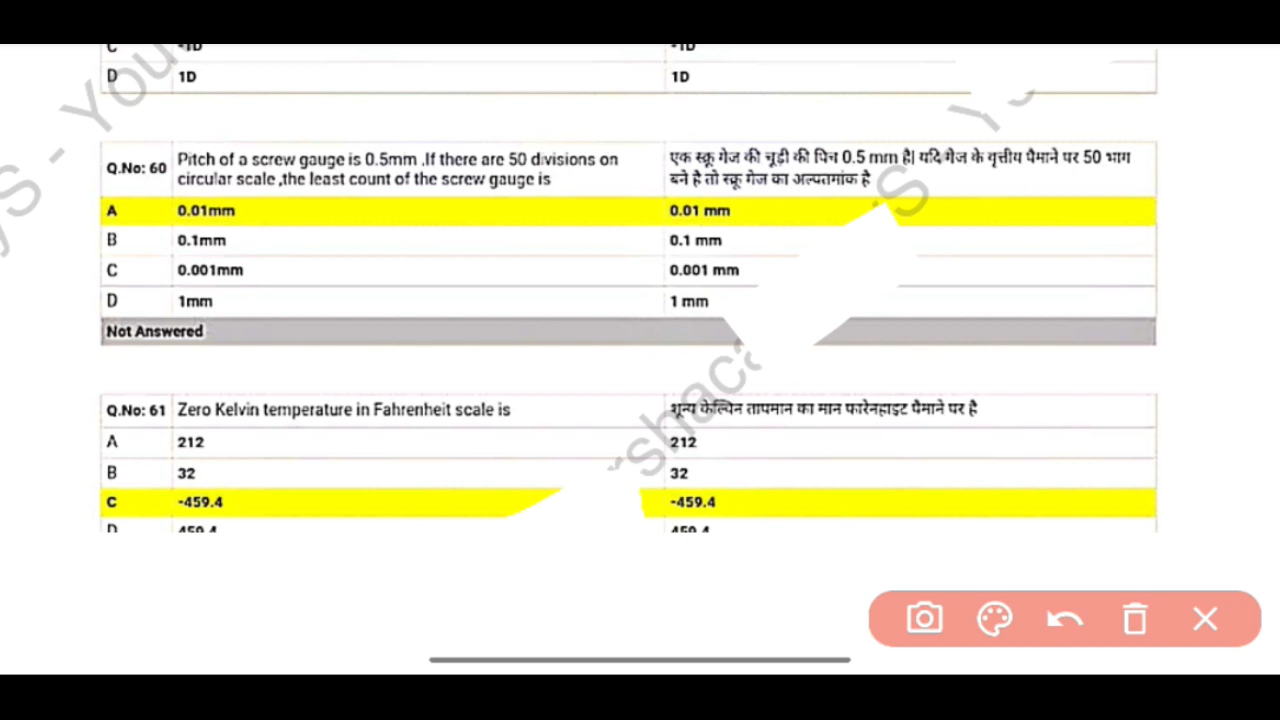 D 1D 1D
Q.No: 60 Pitch of a screw gauge is 0.5mm .If there are 50 divisions on
circular scale ,the least count of the screw gauge is
एक स्क्रू गेज की चूड़ी की पिच 0.5 mm है| यदि गेज के वृत्तीय पैमाने पर 50 भाग
बने है तो स्क्रू गेज का अल्पतमांक है
A 0.01mm 0.01 mm
B 0.1mm 0.1 mm
C 0.001mm 0.001 mm
D 1mm 1 mm
Not Answered
Q.No: 61 Zero Kelvin temperature in Fahrenheit scale is शून्य केल्विन तापमान का मान फारेनहाइट पैमाने पर है
A 212 212
B 32 32
C -459.4 -459.4